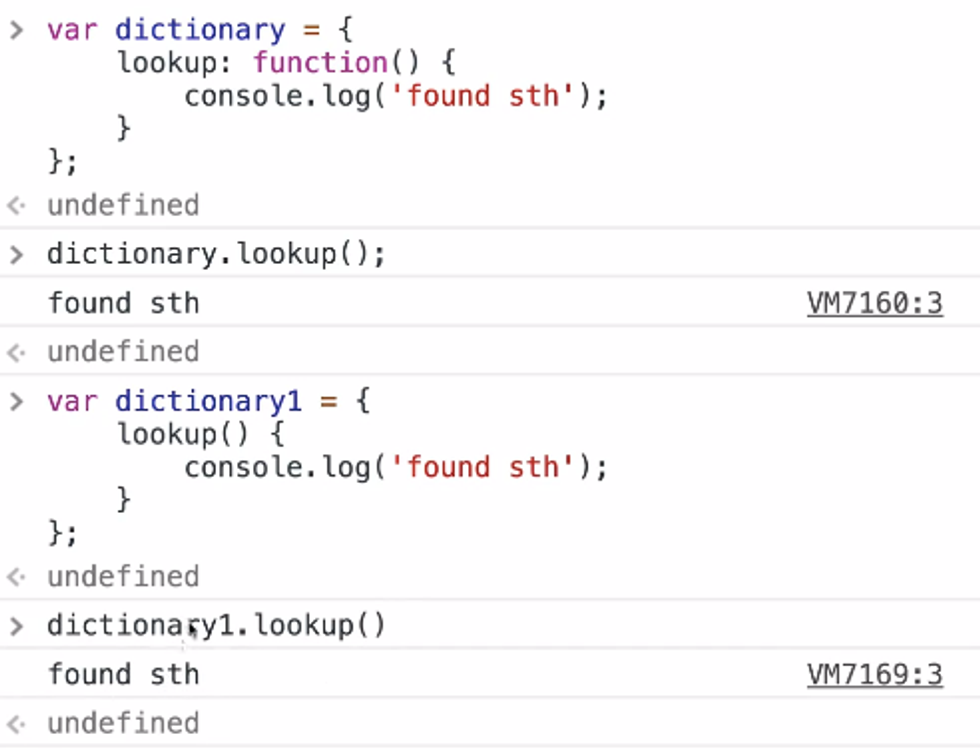 > var dictionary = {
lookup: function() {
console.log('found sth');
}
};
<· undefined
> dictionary.lookup();
found sth VM7160:3
<· undefined
> var dictionary1 = {
lookup() {
console.log('found sth');
}
};
<· undefined
> dictionary1.lookup()
found sth VM7169:3
<· undefined